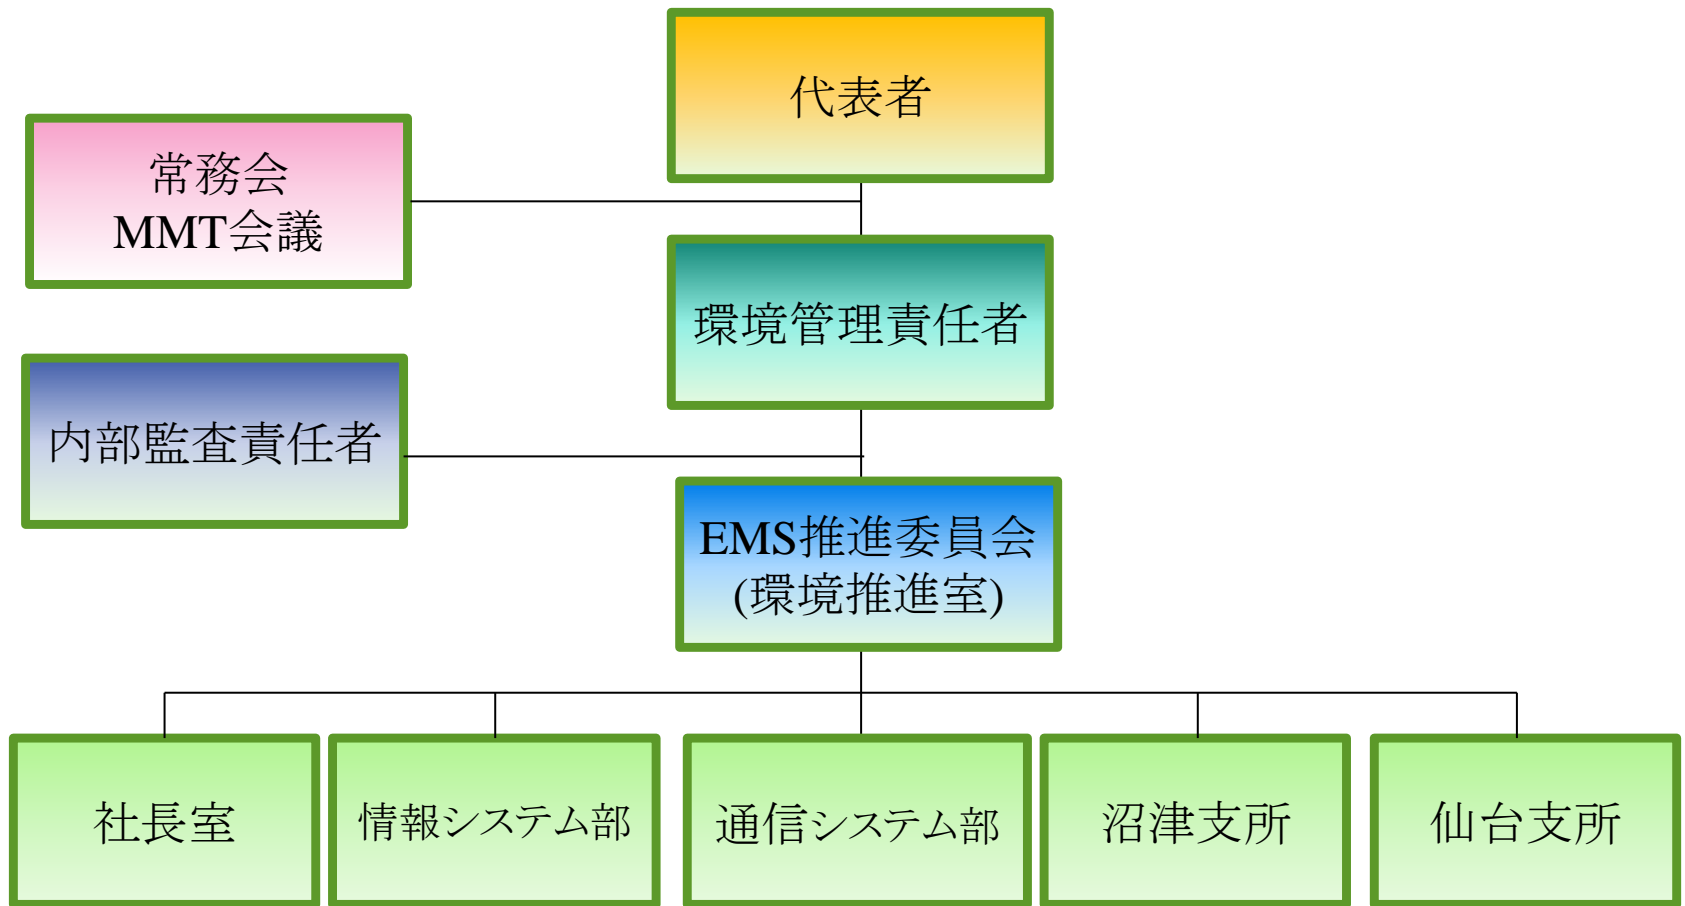 代表者
常務会
MMT会議
環境管理責任者
内部監査責任者
EMS推進委員会
(環境推進室)
社長室
情報システム部
通信システム部
沼津支所
仙台支所